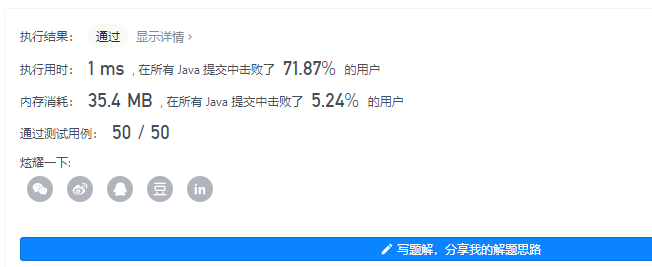 执行结果： 通过 显示详情 ›
执行用时： 1 ms , 在所有 Java 提交中击败了 71.87% 的用户
内存消耗： 35.4 MB , 在所有 Java 提交中击败了 5.24% 的用户
通过测试用例： 50 / 50
炫耀一下:
豆 in
写题解，分享我的解题思路